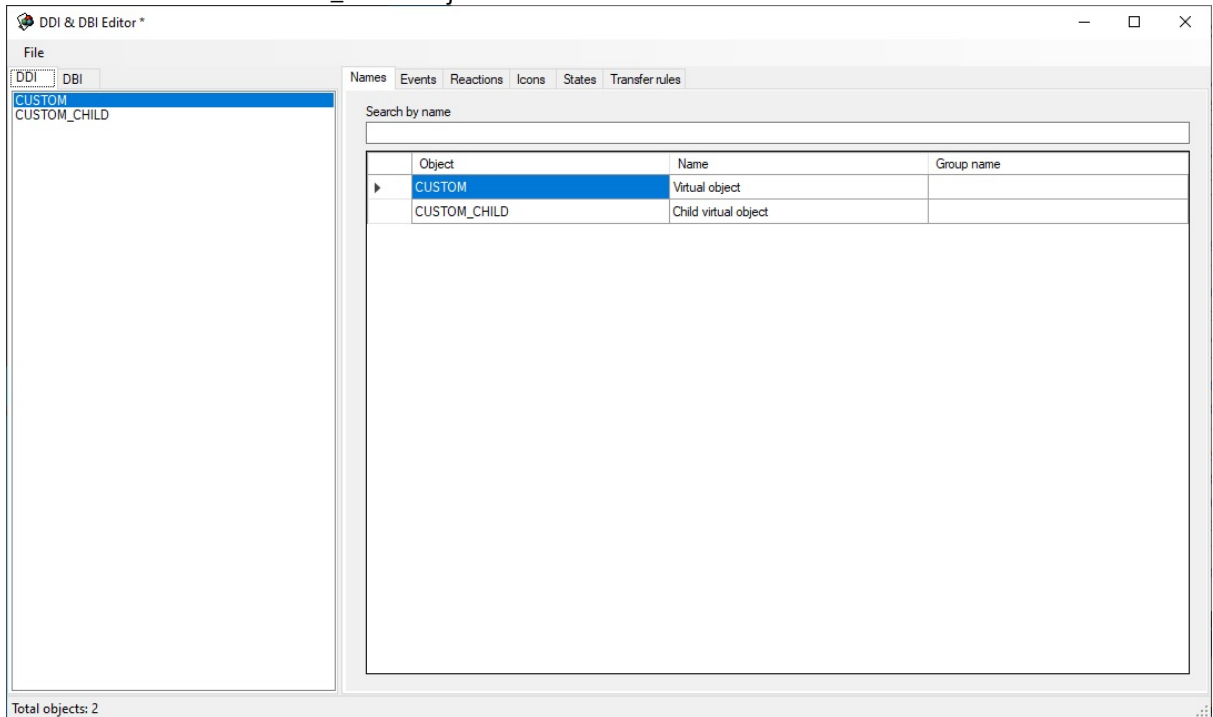 DDI & DBI Editor *
File
DDI DBI
Names Events Reactions Icons States Transfer rules
CUSTOM
CUSTOM_CHILD
Search by name
Object Name Group name
CUSTOM Virtual object
CUSTOM_CHILD Child virtual object
Total objects: 2